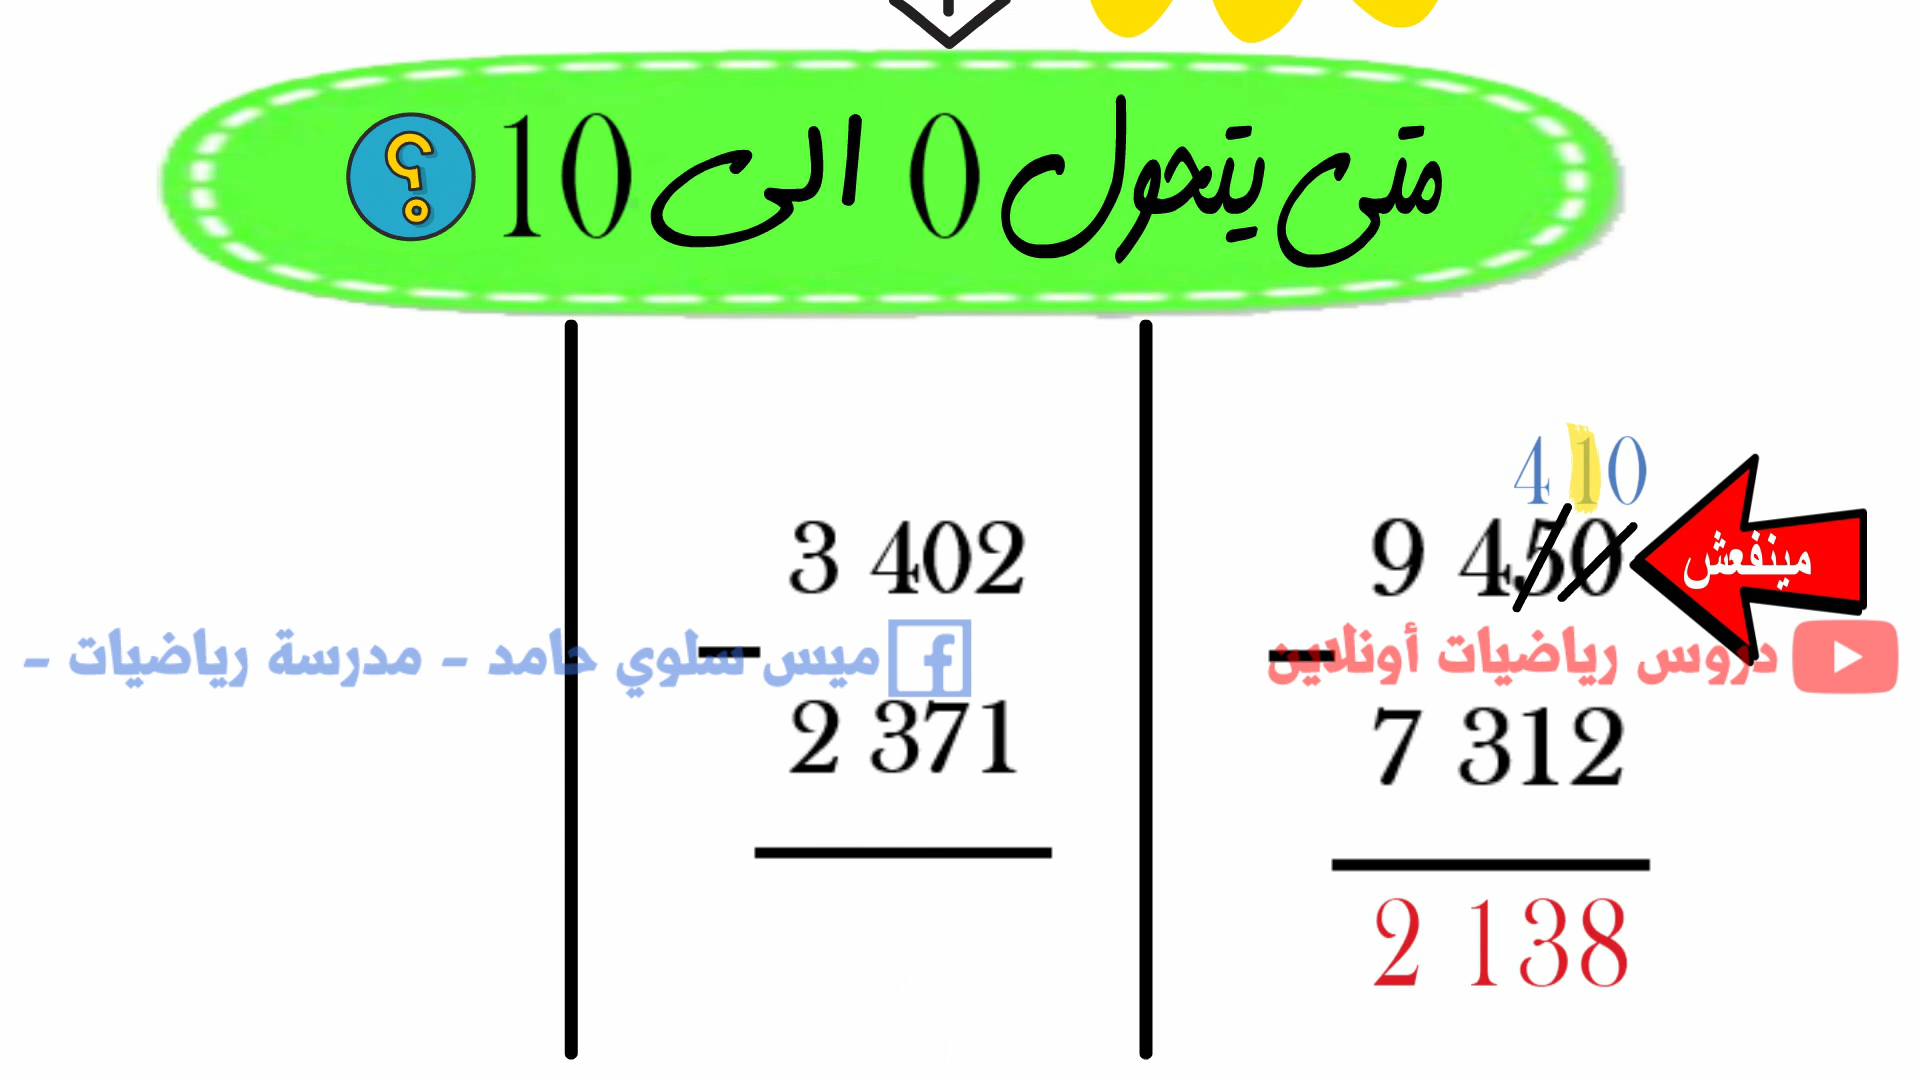 متى يتحول 0 الى 10 ؟
4 10
9 450
مينفعش
-
7 312
2 138
3 402
-
2 371
دروس رياضيات أونلاين
ميس سلوي حامد - مدرسة رياضيات -